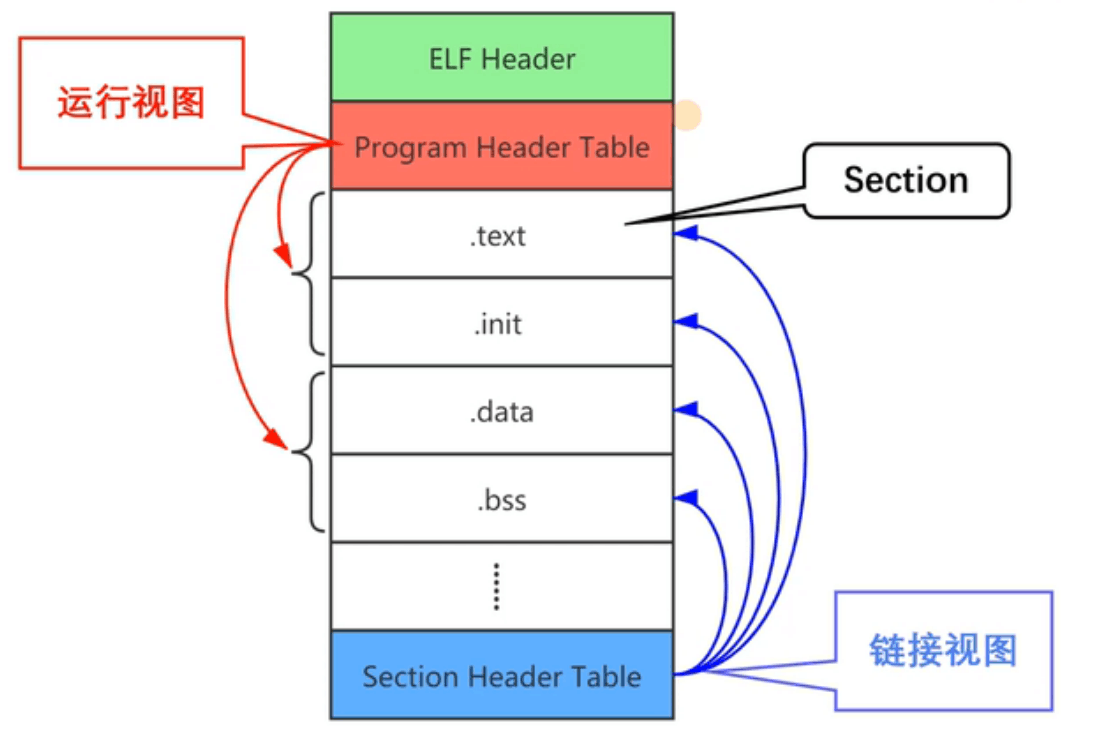 ELF Header
运行视图
Program Header Table
Section
.text
.init
.data
.bss
链接视图
Section Header Table